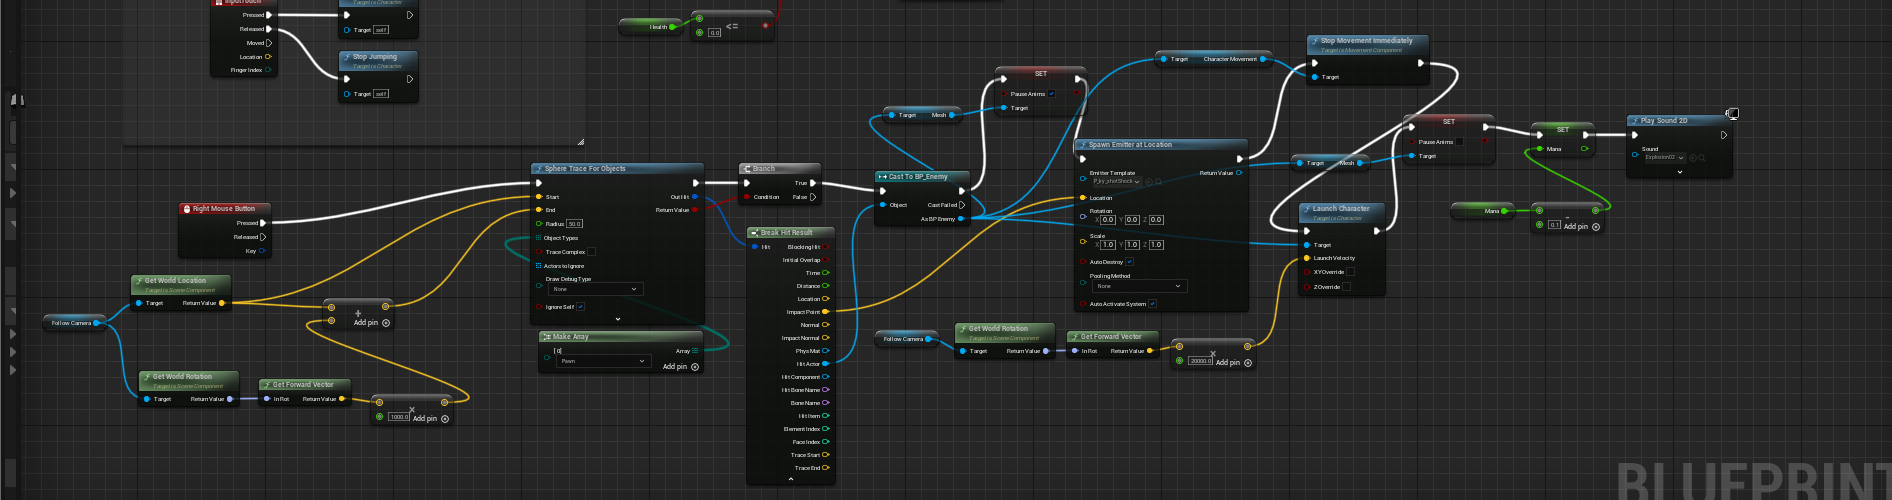 InputTouch
Pressed
Released
Moved
Location
Finger Index
Target is Character
Target self
Stop Jumping
Target is Character
Target self
Health
0.0
<=
Right Mouse Button
Pressed
Released
Key
Get World Location
Target is Scene Component
Target Return Value
Follow Camera
Get World Rotation
Target is Scene Component
Target Return Value
Get Forward Vector
In Rot Return Value
+
Add pin
×
1000.0
Add pin
Sphere Trace For Objects
Start Out Hit
End Return Value
Radius 50.0
Object Types
Trace Complex
Actors to Ignore
Draw Debug Type
None
Ignore Self
Make Array
[0] Array
Pawn
Add pin
Branch
True
Condition False
Break Hit Result
Hit Blocking Hit
Initial Overlap
Time
Distance
Location
Impact Point
Normal
Impact Normal
Phys Mat
Hit Actor
Hit Component
Hit Bone Name
Bone Name
Hit Item
Element Index
Face Index
Trace Start
Trace End
Cast To BP_Enemy
Cast Failed
Object
As BP Enemy
Target Mesh
SET
Pause Anims
Target
Target Character Movement
Spawn Emitter at Location
Emitter Template Return Value
Location
Rotation
X 0.0 Y 0.0 Z 0.0
Scale
X 1.0 Y 1.0 Z 1.0
Auto Destroy
Pooling Method
None
Auto Activate System
Follow Camera
Get World Rotation
Target is Scene Component
Target Return Value
Get Forward Vector
In Rot Return Value
×
20000.0
Add pin
Stop Movement Immediately
Target is Movement Component
Target
Target Mesh
Launch Character
Target is Character
Target
Launch Velocity
XYOverride
ZOverride
SET
Pause Anims
Target
SET
Mana
Mana
-
0.1
Add pin
Play Sound 2D
Sound
Explosion02
BLUEPRINT